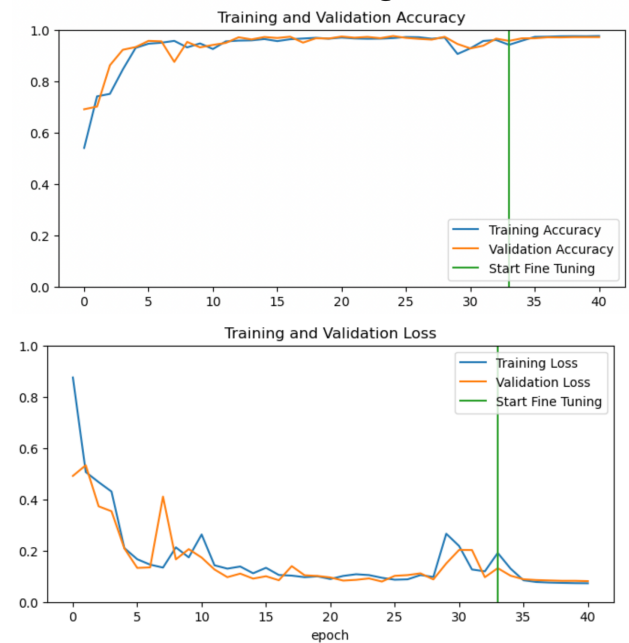 Training and Validation Accuracy
1.0
0.8
0.6
0.4
0.2
0.0
Training Accuracy
Validation Accuracy
Start Fine Tuning
0 5 10 15 20 25 30 35 40
Training and Validation Loss
1.0
0.8
0.6
0.4
0.2
0.0
Training Loss
Validation Loss
Start Fine Tuning
0 5 10 15 20 25 30 35 40
epoch